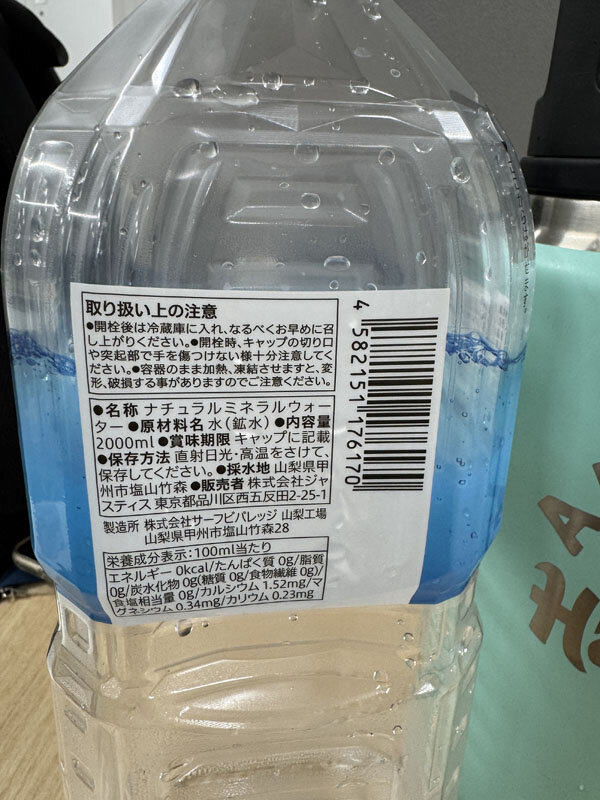 取り扱い上の注意
●開栓後は冷蔵庫に入れ、なるべくお早めに召
し上がりください。●開栓時、キャップの切り口
や突起部で手を傷つけない様十分注意してく
ださい。●容器のまま加熱、凍結させますと、変
形、破損する事がありますのでご注意ください。
●名称 ナチュラルミネラルウォー
ター ●原材料名 水(鉱水) ●内容量
2000ml ●賞味期限 キャップに記載
●保存方法 直射日光・高温をさけて、
保存してください。●採水地 山梨県甲
州市塩山竹森 ●販売者 株式会社ジャ
スティス 東京都品川区西五反田2-25-1
製造所 株式会社サーフビバレッジ 山梨工場
山梨県甲州市塩山竹森28
栄養成分表示:100ml当たり
エネルギー 0kcal/たんぱく質 0g/脂質
0g/炭水化物 0g(糖質 0g/食物繊維 0g)/
食塩相当量 0g/カルシウム 1.52mg/マ
グネシウム 0.34mg/カリウム 0.23mg
4 582151 176170